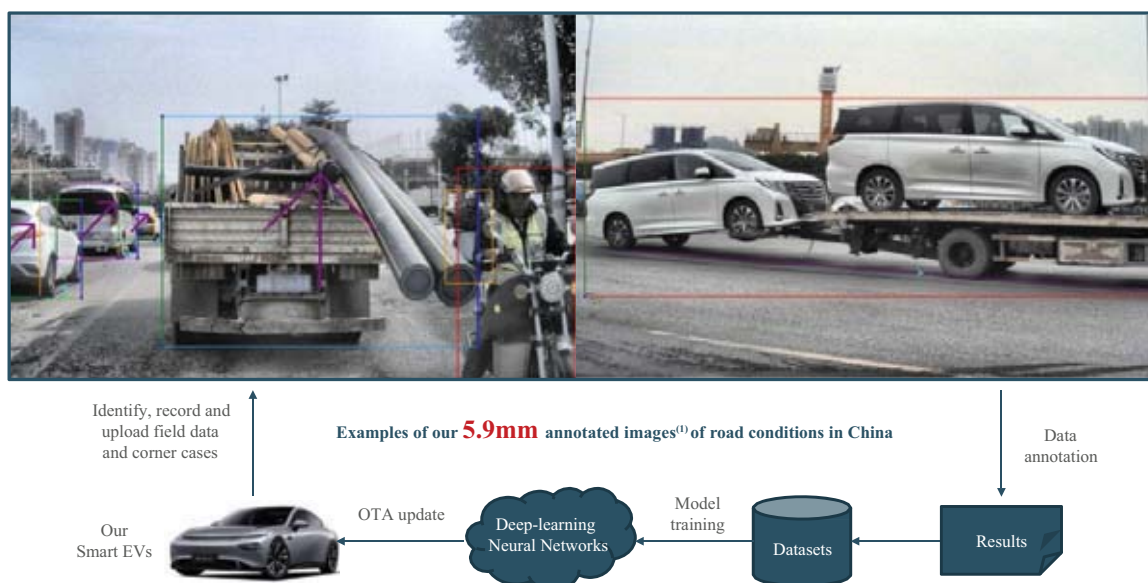 Identify, record and
upload field data
and corner cases
Examples of our 5.9mm annotated images(1) of road conditions in China
Data
annotation
Our
Smart EVs
OTA update
Deep-learning
Neural Networks
Model
training
Datasets
Results